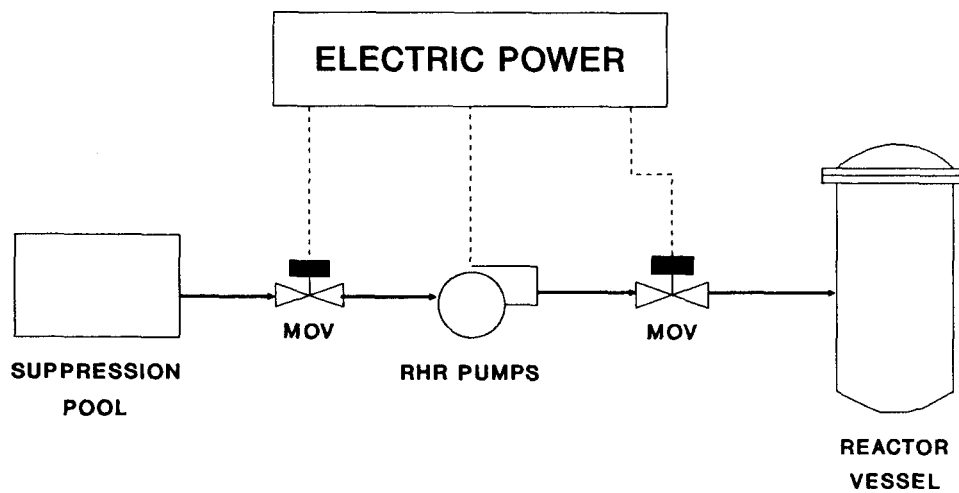 ELECTRIC POWER
MOV
MOV
RHR PUMPS
SUPPRESSION
POOL
REACTOR
VESSEL